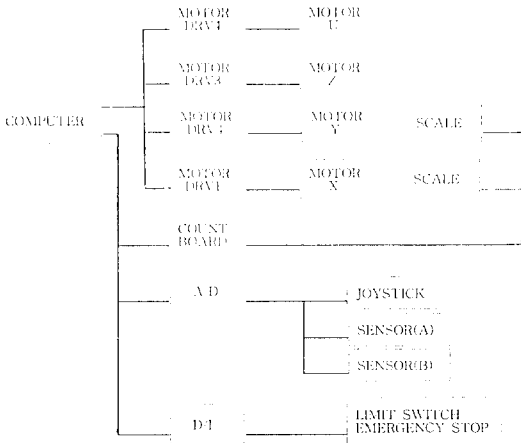 MOTOR
DRV4
MOTOR
U
MOTOR
DRV3
MOTOR
Z
COMPUTER
MOTOR
MOTOR
Y
SCALE
MOTOR
DRV1
MOTOR
X
SCALE
COUNT
BOARD
A/D
JOYSTICK
SENSOR(A)
SENSOR(B)
LIMIT SWITCH
EMERGENCY STOP